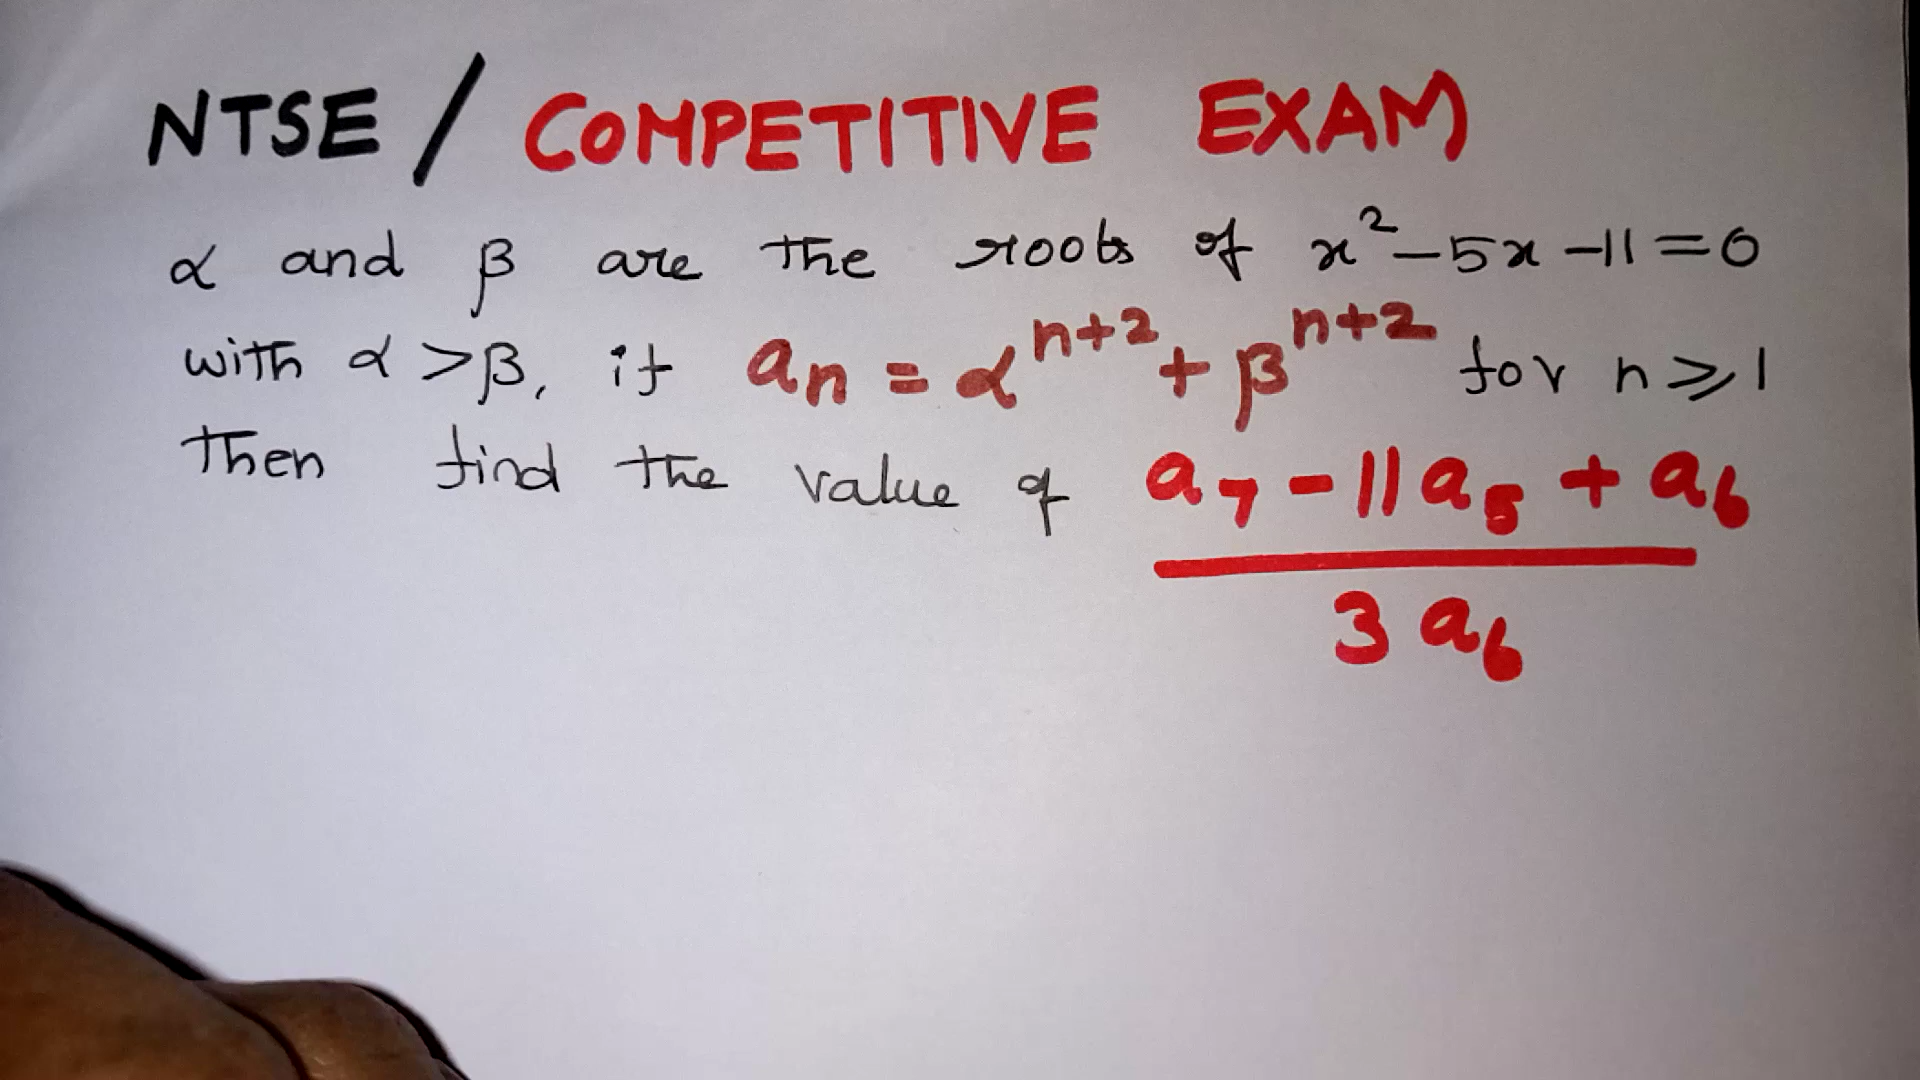 NTSE / COMPETITIVE EXAM
α and β are the roots of x²-5x-11=0
with α>β, if aₙ = αⁿ⁺² + βⁿ⁺² for n⩾1
Then find the value of a₇ - 11a₅ + a₆
3a₆